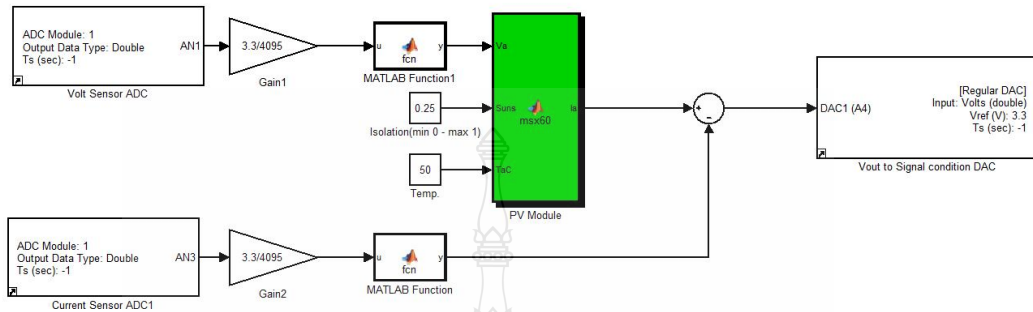 ADC Module: 1
Output Data Type: Double
Ts (sec): -1
AN1
Volt Sensor ADC
3.3/4095
Gain1
u
fcn
y
MATLAB Function1
0.25
Isolation(min 0 - max 1)
50
Temp.
Va
Suns
TaC
msx60
Ia
PV Module
+
-
DAC1 (A4)
[Regular DAC]
Input: Volts (double)
Vref (V): 3.3
Ts (sec): -1
Vout to Signal condition DAC
ADC Module: 1
Output Data Type: Double
Ts (sec): -1
AN3
Current Sensor ADC1
3.3/4095
Gain2
u
fcn
y
MATLAB Function